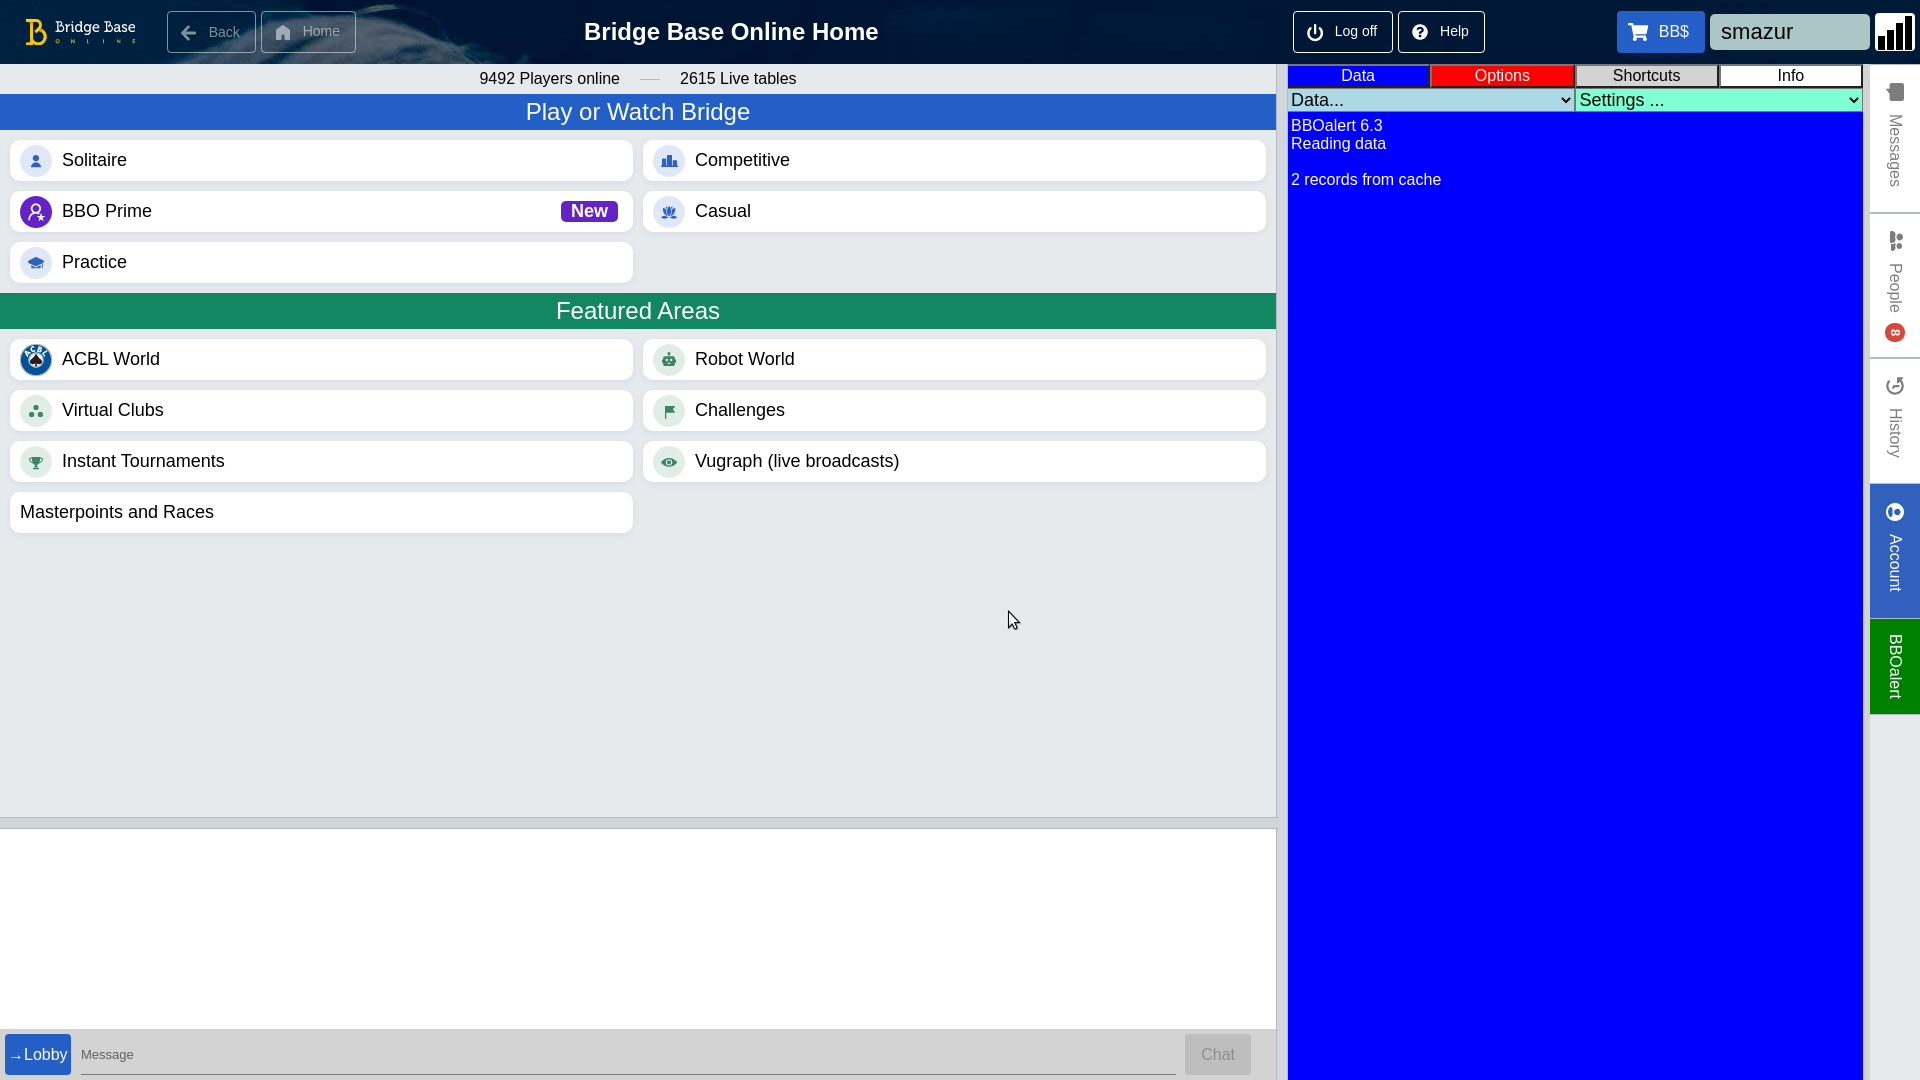 Bridge Base
ONLINE
Back
Home
Bridge Base Online Home
Log off
Help
BB$
smazur
9492 Players online
2615 Live tables
Play or Watch Bridge
Solitaire
Competitive
BBO Prime
New
Casual
Practice
Featured Areas
ACBL World
Robot World
Virtual Clubs
Challenges
Instant Tournaments
Vugraph (live broadcasts)
Masterpoints and Races
→Lobby
Message
Chat
Data
Options
Shortcuts
Info
Data...
Settings ...
BBOalert 6.3
Reading data
2 records from cache
Messages
People
8
History
Account
BBOalert